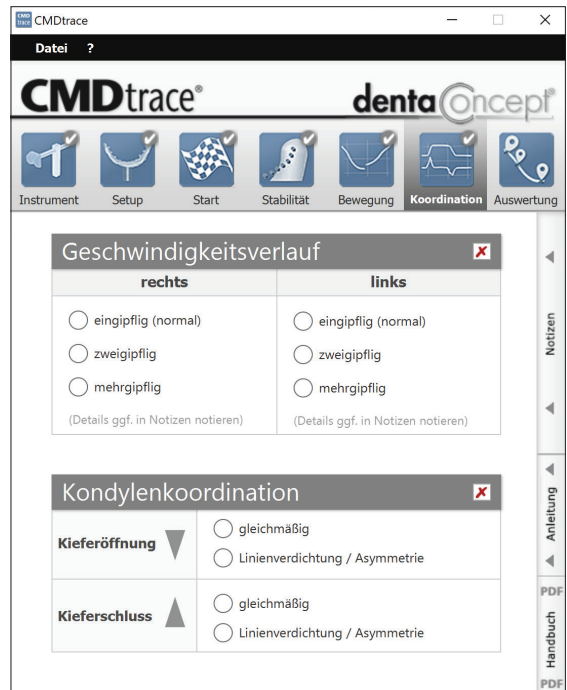 CMD trace CMDtrace
Datei ?
CMDtrace® dentaConcept®
Instrument Setup Start Stabilität Bewegung Koordination Auswertung
Geschwindigkeitsverlauf
rechts links
eingipflig (normal) eingipflig (normal)
zweigipflig zweigipflig
mehrgipflig mehrgipflig
(Details ggf. in Notizen notieren) (Details ggf. in Notizen notieren)
Kondylenkoordination
Kieferöffnung
gleichmäßig
Linienverdichtung / Asymmetrie
Kieferschluss
gleichmäßig
Linienverdichtung / Asymmetrie
Notizen
Anleitung
PDF
Handbuch
PDF